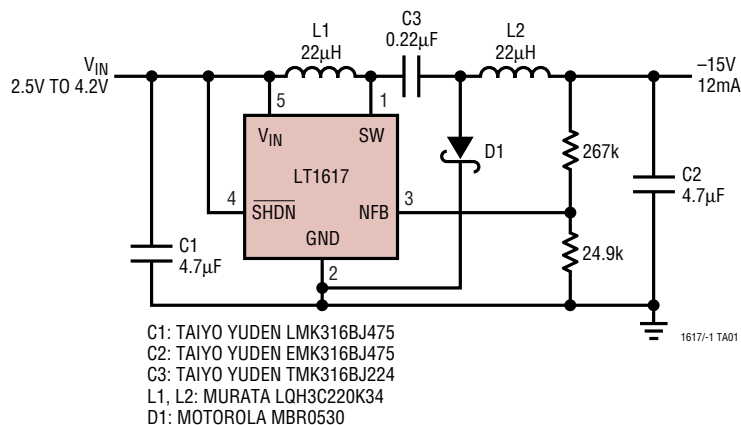 L1
22µH
C3
0.22µF
L2
22µH
VIN
2.5V TO 4.2V
–15V
12mA
5
1
VIN
SW
D1
267k
LT1617
C2
4.7µF
4
SHDN
NFB
3
GND
C1
4.7µF
2
24.9k
C1: TAIYO YUDEN LMK316BJ475
C2: TAIYO YUDEN EMK316BJ475
C3: TAIYO YUDEN TMK316BJ224
L1, L2: MURATA LQH3C220K34
D1: MOTOROLA MBR0530
1617/-1 TA01